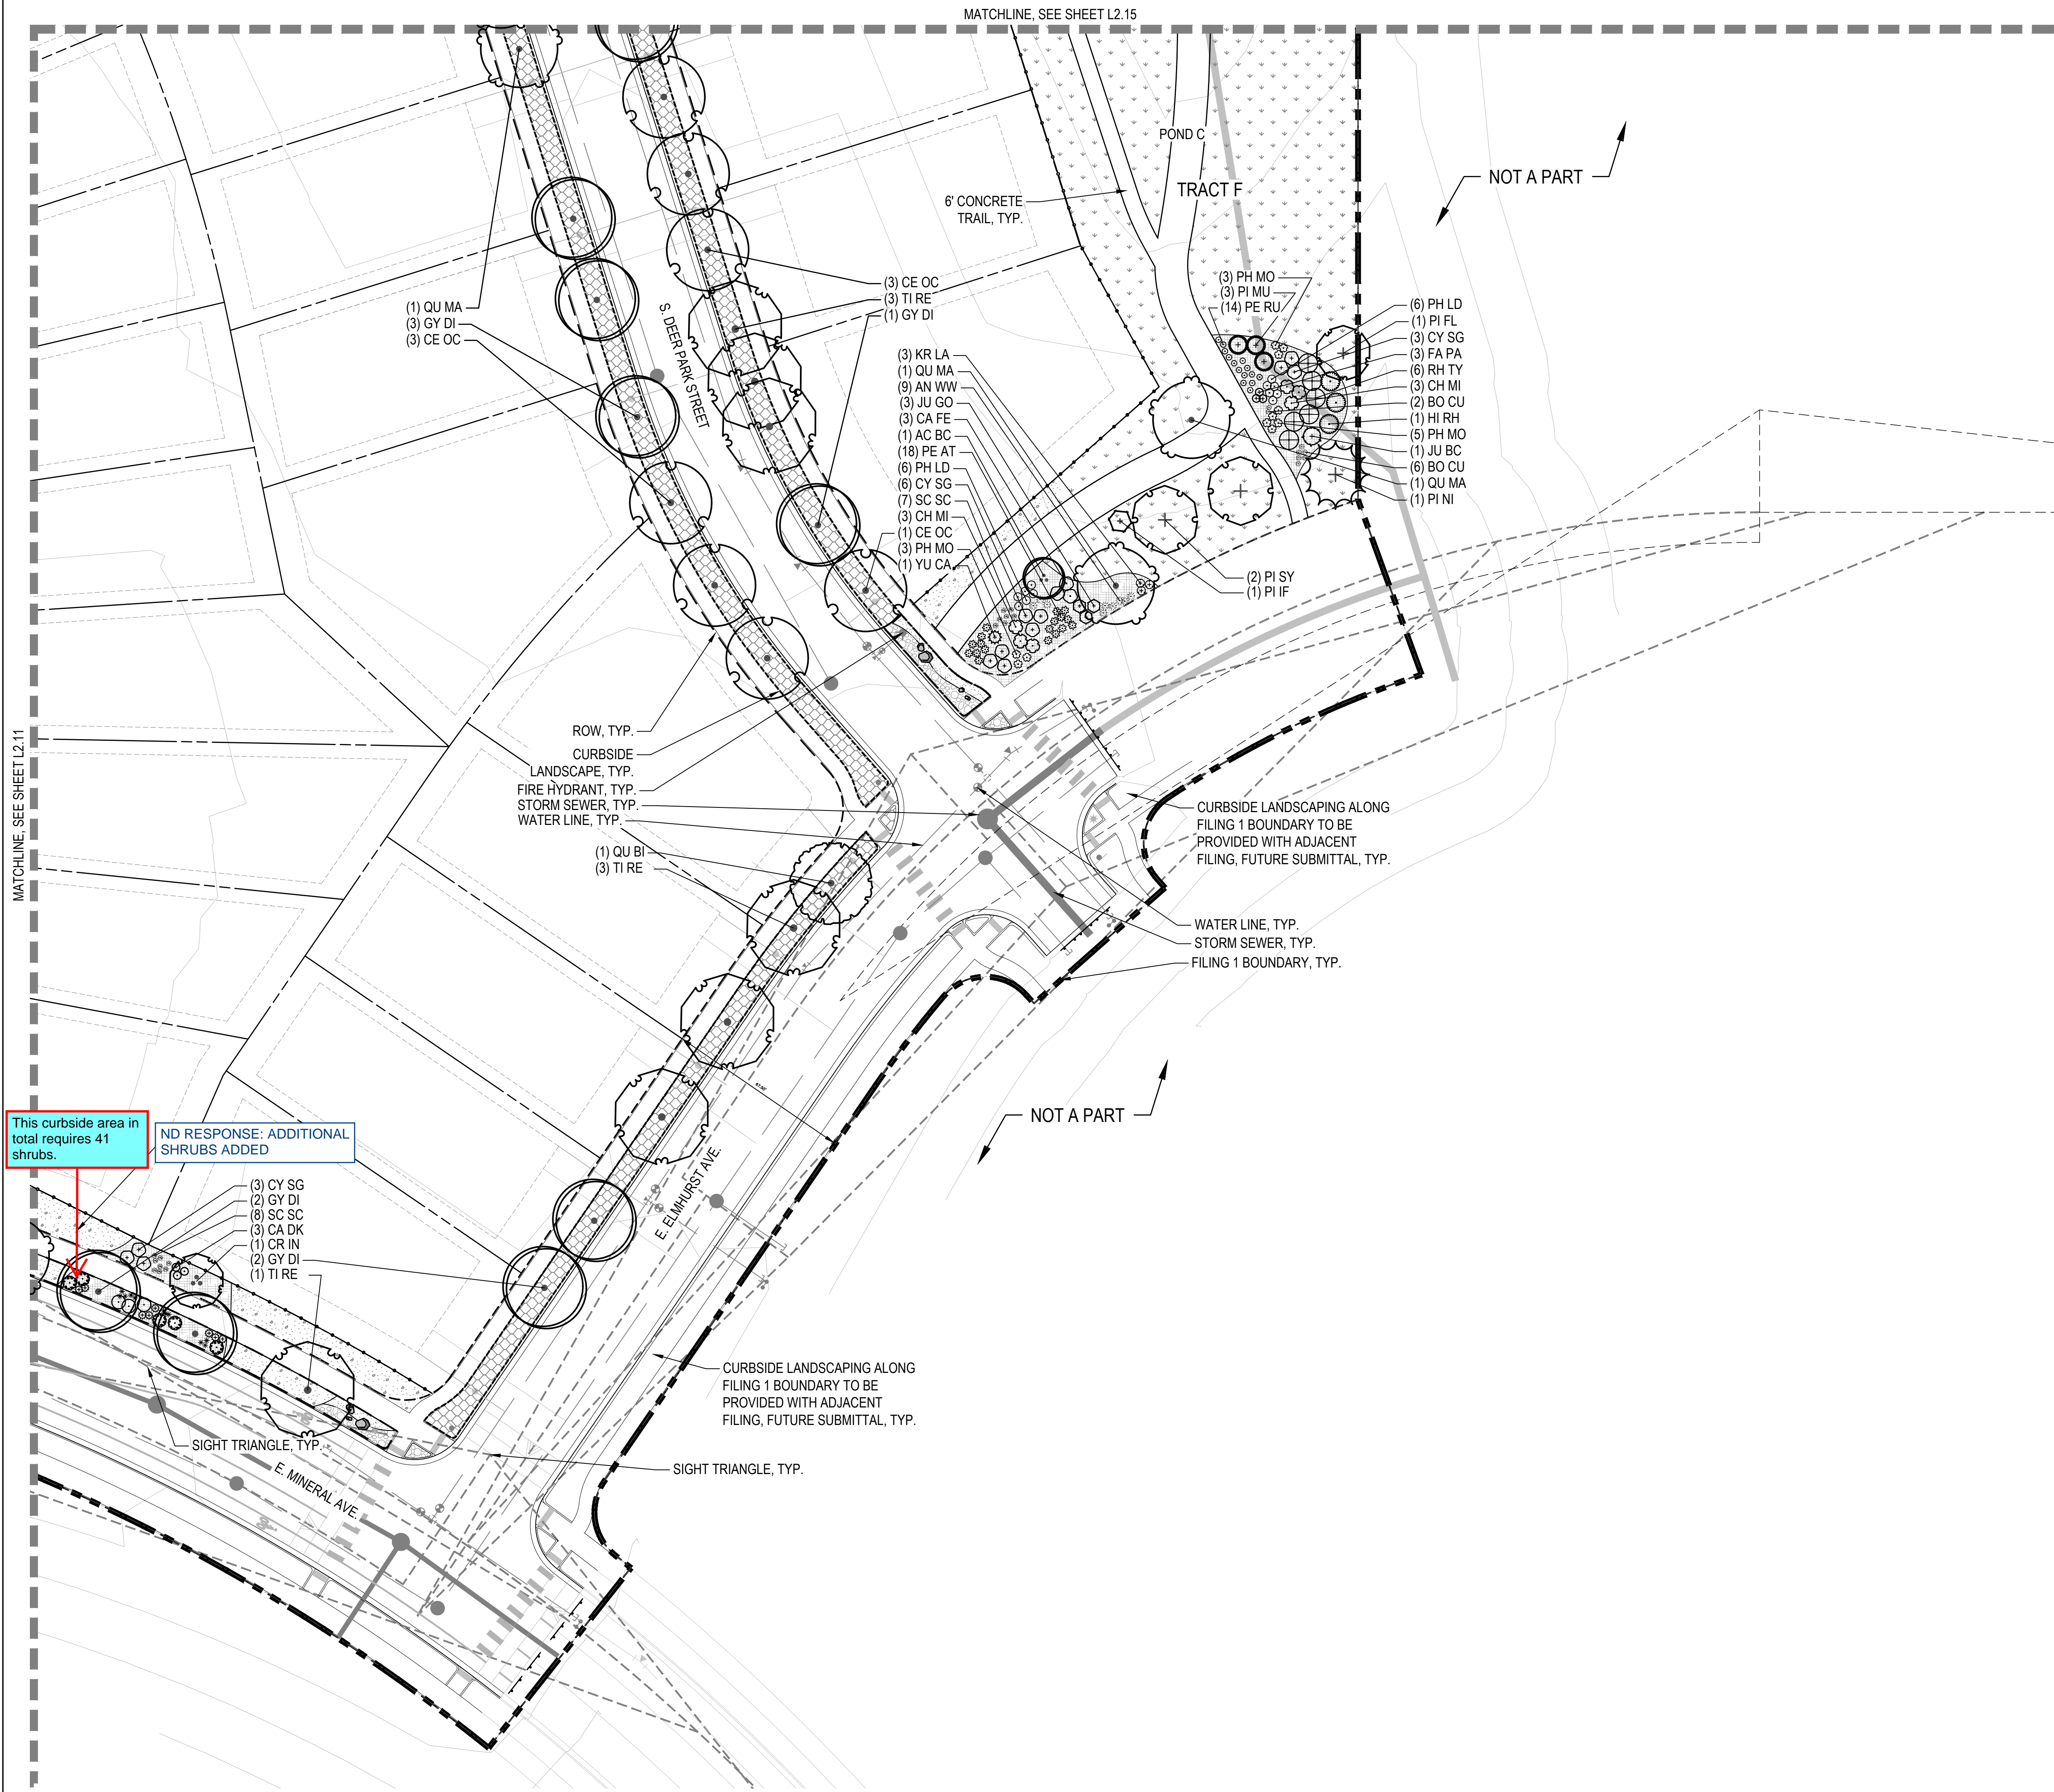 MATCHLINE, SEE SHEET L2.15
POND C
NOT A PART
TRACT F
6' CONCRETE
TRAIL, TYP.
(3) PH MO
(3) PI MU
(14) PE RU
(6) PH LD
(1) PI FL
(3) CY SG
(3) FA PA
(6) RH TY
(3) CH MI
(2) BO CU
(1) HI RH
(5) PH MO
(1) JU BC
(6) BO CU
(1) QU MA
(1) PI NI
(1) QU MA
(3) GY DI
(3) CE OC
S. DEER PARK STREET
(3) CE OC
(3) TI RE
(1) GY DI
(3) KR LA
(1) QU MA
(9) AN WW
(3) JU GO
(3) CA FE
(1) AC BC
(18) PE AT
(6) PH LD
(6) CY SG
(7) SC SC
(3) CH MI
(1) CE OC
(3) PH MO
(1) YU CA
(2) PI SY
(1) PI IF
MATCHLINE, SEE SHEET L2.11
ROW, TYP.
CURBSIDE
LANDSCAPE, TYP.
FIRE HYDRANT, TYP.
STORM SEWER, TYP.
WATER LINE, TYP.
(1) QU BI
(3) TI RE
CURBSIDE LANDSCAPING ALONG
FILING 1 BOUNDARY TO BE
PROVIDED WITH ADJACENT
FILING, FUTURE SUBMITTAL, TYP.
WATER LINE, TYP.
STORM SEWER, TYP.
FILING 1 BOUNDARY, TYP.
NOT A PART
This curbside area in
total requires 41
shrubs.
ND RESPONSE: ADDITIONAL
SHRUBS ADDED
E. ELMHURST AVE.
(3) CY SG
(2) GY DI
(8) SC SC
(3) CA DK
(1) CR IN
(2) GY DI
(1) TI RE
CURBSIDE LANDSCAPING ALONG
FILING 1 BOUNDARY TO BE
PROVIDED WITH ADJACENT
FILING, FUTURE SUBMITTAL, TYP.
SIGHT TRIANGLE, TYP.
SIGHT TRIANGLE, TYP.
E. MINERAL AVE.